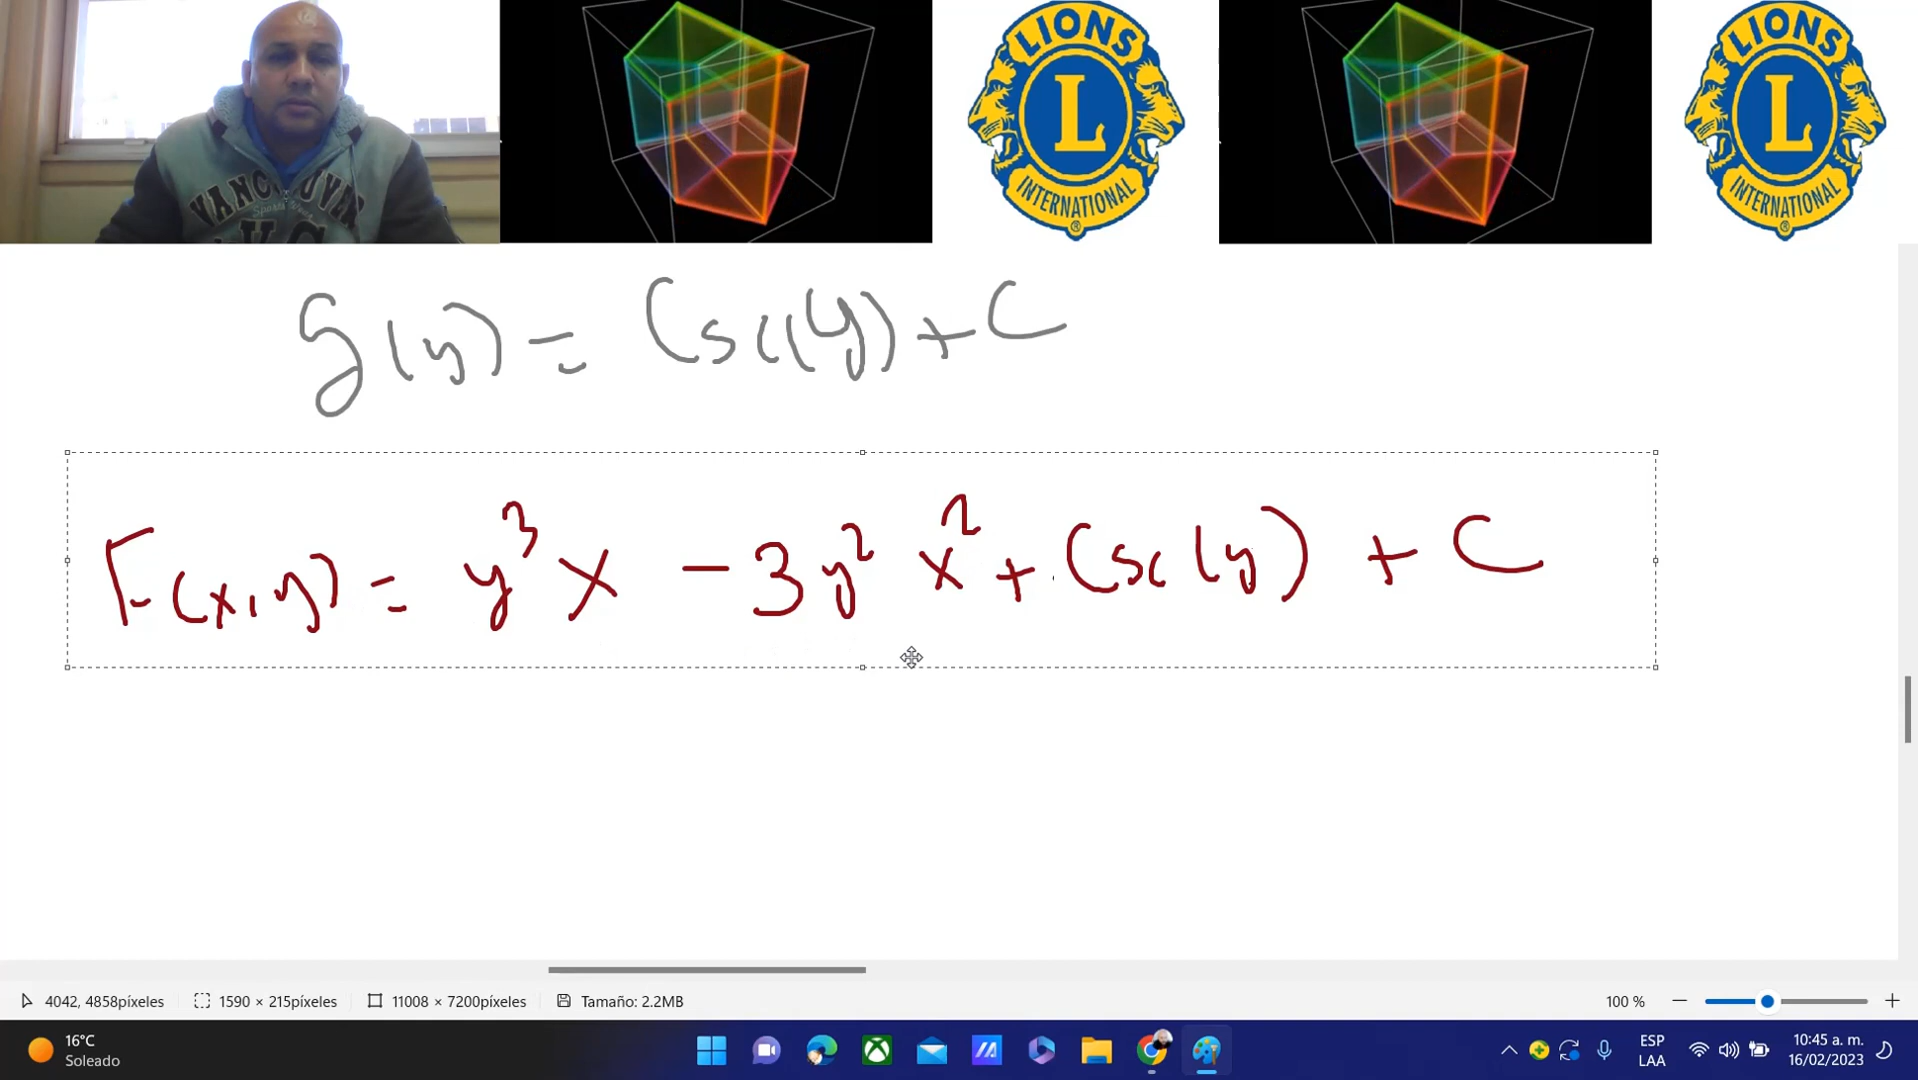 VANCOUVER
LIONS
L
INTERNATIONAL
®
LIONS
L
INTERNATIONAL
®
g(y) = Csc(y) + C
F(x,y) = y³x - 3y²x² + Csc(y) + C
4042, 4858píxeles
1590 × 215píxeles
11008 × 7200píxeles
Tamaño: 2.2MB
100 %
16°C
Soleado
ESP
LAA
10:45 a. m.
16/02/2023